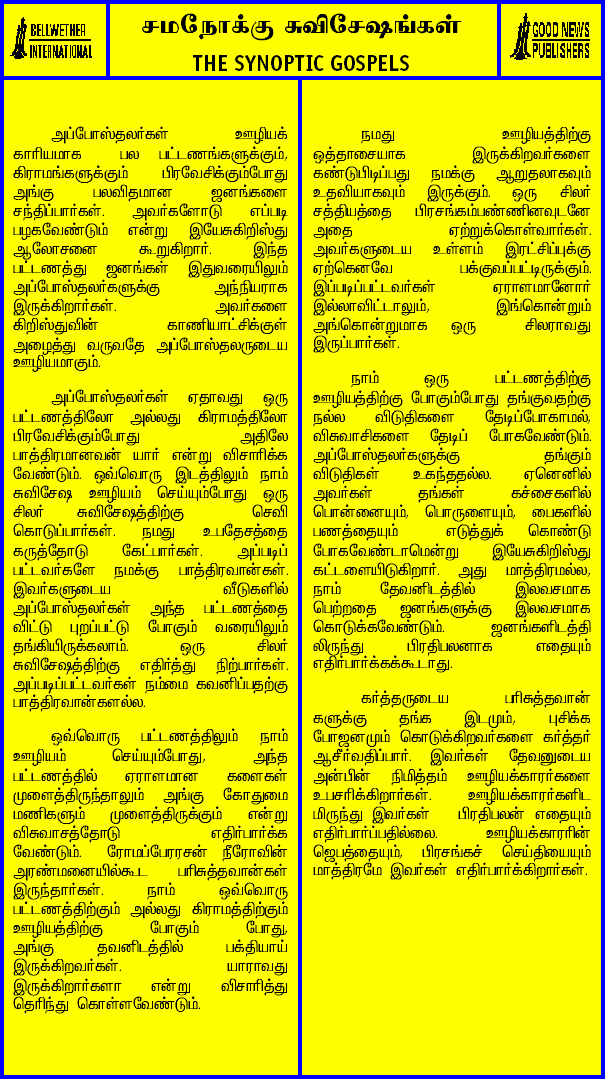 BELLWETHER
INTERNATIONAL
சமநோக்கு சுவிசேஷங்கள்
THE SYNOPTIC GOSPELS
GOOD NEWS
PUBLISHERS
அப்போஸ்தலர்கள் ஊழியக்
காரியமாக பல பட்டணங்களுக்கும்,
கிராமங்களுக்கும் பிரவேசிக்கும்போது
அங்கு பலவிதமான ஜனங்களை
சந்திப்பார்கள். அவர்களோடு எப்படி
பழகவேண்டும் என்று இயேசுகிறிஸ்து
ஆலோசனை கூறுகிறார். இந்த
பட்டணத்து ஜனங்கள் இதுவரையிலும்
அப்போஸ்தலர்களுக்கு அந்நியராக
இருக்கிறார்கள். அவர்களை
கிறிஸ்துவின் காணியாட்சிக்குள்
அழைத்து வருவதே அப்போஸ்தலருடைய
ஊழியமாகும்.
அப்போஸ்தலர்கள் ஏதாவது ஒரு
பட்டணத்திலோ அல்லது கிராமத்திலோ
பிரவேசிக்கும்போது அதிலே
பாத்திரமானவன் யார் என்று விசாரிக்க
வேண்டும். ஒவ்வொரு இடத்திலும் நாம்
சுவிசேஷ ஊழியம் செய்யும்போது ஒரு
சிலர் சுவிசேஷத்திற்கு செவி
கொடுப்பார்கள். நமது உபதேசத்தை
கருத்தோடு கேட்பார்கள். அப்படிப்
பட்டவர்களே நமக்கு பாத்திரவான்கள்.
இவர்களுடைய வீடுகளில்
அப்போஸ்தலர்கள் அந்த பட்டணத்தை
விட்டு புறப்பட்டு போகும் வரையிலும்
தங்கியிருக்கலாம். ஒரு சிலர்
சுவிசேஷத்திற்கு எதிர்த்து நிற்பார்கள்.
அப்படிப்பட்டவர்கள் நம்மை கவனிப்பதற்கு
பாத்திரவான்களல்ல.
ஒவ்வொரு பட்டணத்திலும் நாம்
ஊழியம் செய்யும்போது, அந்த
பட்டணத்தில் ஏராளமான களைகள்
முளைத்திருந்தாலும் அங்கு கோதுமை
மணிகளும் முளைத்திருக்கும் என்று
விசுவாசத்தோடு எதிர்பார்க்க
வேண்டும். ரோமப்பேரரசன் நீரோவின்
அரண்மனையில்கூட பரிசுத்தவான்கள்
இருந்தார்கள். நாம் ஒவ்வொரு
பட்டணத்திற்கும் அல்லது கிராமத்திற்கும்
ஊழியத்திற்கு போகும் போது,
அங்கு தவனிடத்தில் பக்தியாய்
இருக்கிறவர்கள். யாராவது
இருக்கிறார்களா என்று விசாரித்து
தெரிந்து கொள்ளவேண்டும்.
நமது ஊழியத்திற்கு
ஒத்தாசையாக இருக்கிறவர்களை
கண்டுபிடிப்பது நமக்கு ஆறுதலாகவும்
உதவியாகவும் இருக்கும். ஒரு சிலர்
சத்தியத்தை பிரசங்கம்பண்ணினவுடனே
அதை ஏற்றுக்கொள்வார்கள்.
அவர்களுடைய உள்ளம் இரட்சிப்புக்கு
ஏற்கெனவே பக்குவப்பட்டிருக்கும்.
இப்படிப்பட்டவர்கள் ஏராளமானோர்
இல்லாவிட்டாலும், இங்கொன்றும்
அங்கொன்றுமாக ஒரு சிலராவது
இருப்பார்கள்.
நாம் ஒரு பட்டணத்திற்கு
ஊழியத்திற்கு போகும்போது தங்குவதற்கு
நல்ல விடுதிகளை தேடிப்போகாமல்,
விசுவாசிகளை தேடிப் போகவேண்டும்.
அப்போஸ்தலர்களுக்கு தங்கும்
விடுதிகள் உகந்ததல்ல. ஏனெனில்
அவர்கள் தங்கள் கச்சைகளில்
பொன்னையும், பொருளையும், பைகளில்
பணத்தையும் எடுத்துக் கொண்டு
போகவேண்டாமென்று இயேசுகிறிஸ்து
கட்டளையிடுகிறார். அது மாத்திரமல்ல,
நாம் தேவனிடத்தில் இலவசமாக
பெற்றதை ஜனங்களுக்கு இலவசமாக
கொடுக்கவேண்டும். ஜனங்களிடத்தி
லிருந்து பிரதிபலனாக எதையும்
எதிர்பார்க்கக்கூடாது.
கர்த்தருடைய பரிசுத்தவான்
களுக்கு தங்க இடமும், புசிக்க
போஜனமும் கொடுக்கிறவர்களை கர்த்தர்
ஆசீர்வதிப்பார். இவர்கள் தேவனுடைய
அன்பின் நிமித்தம் ஊழியக்காரர்களை
உபசரிக்கிறார்கள். ஊழியக்காரர்களிட
மிருந்து இவர்கள் பிரதிபலன் எதையும்
எதிர்பார்ப்பதில்லை. ஊழியக்காரரின்
ஜெபத்தையும், பிரசங்கச் செய்தியையும்
மாத்திரமே இவர்கள் எதிர்பார்க்கிறார்கள்.